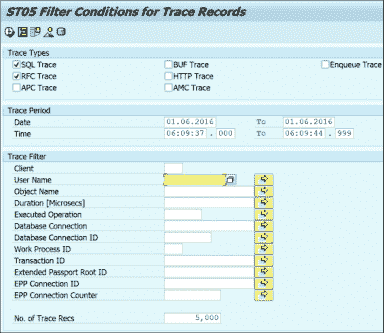 ST05 Filter Conditions for Trace Records
Trace Types
SQL Trace BUF Trace Enqueue Trace
RFC Trace HTTP Trace
APC Trace AMC Trace
Trace Period
Date 01.06.2016 To 01.06.2016
Time 06:09:37 . 000 To 06:09:44 . 999
Trace Filter
Client
User Name
Object Name
Duration [Microsecs]
Executed Operation
Database Connection
Database Connection ID
Work Process ID
Transaction ID
Extended Passport Root ID
EPP Connection ID
EPP Connection Counter
No. of Trace Recs 5,000